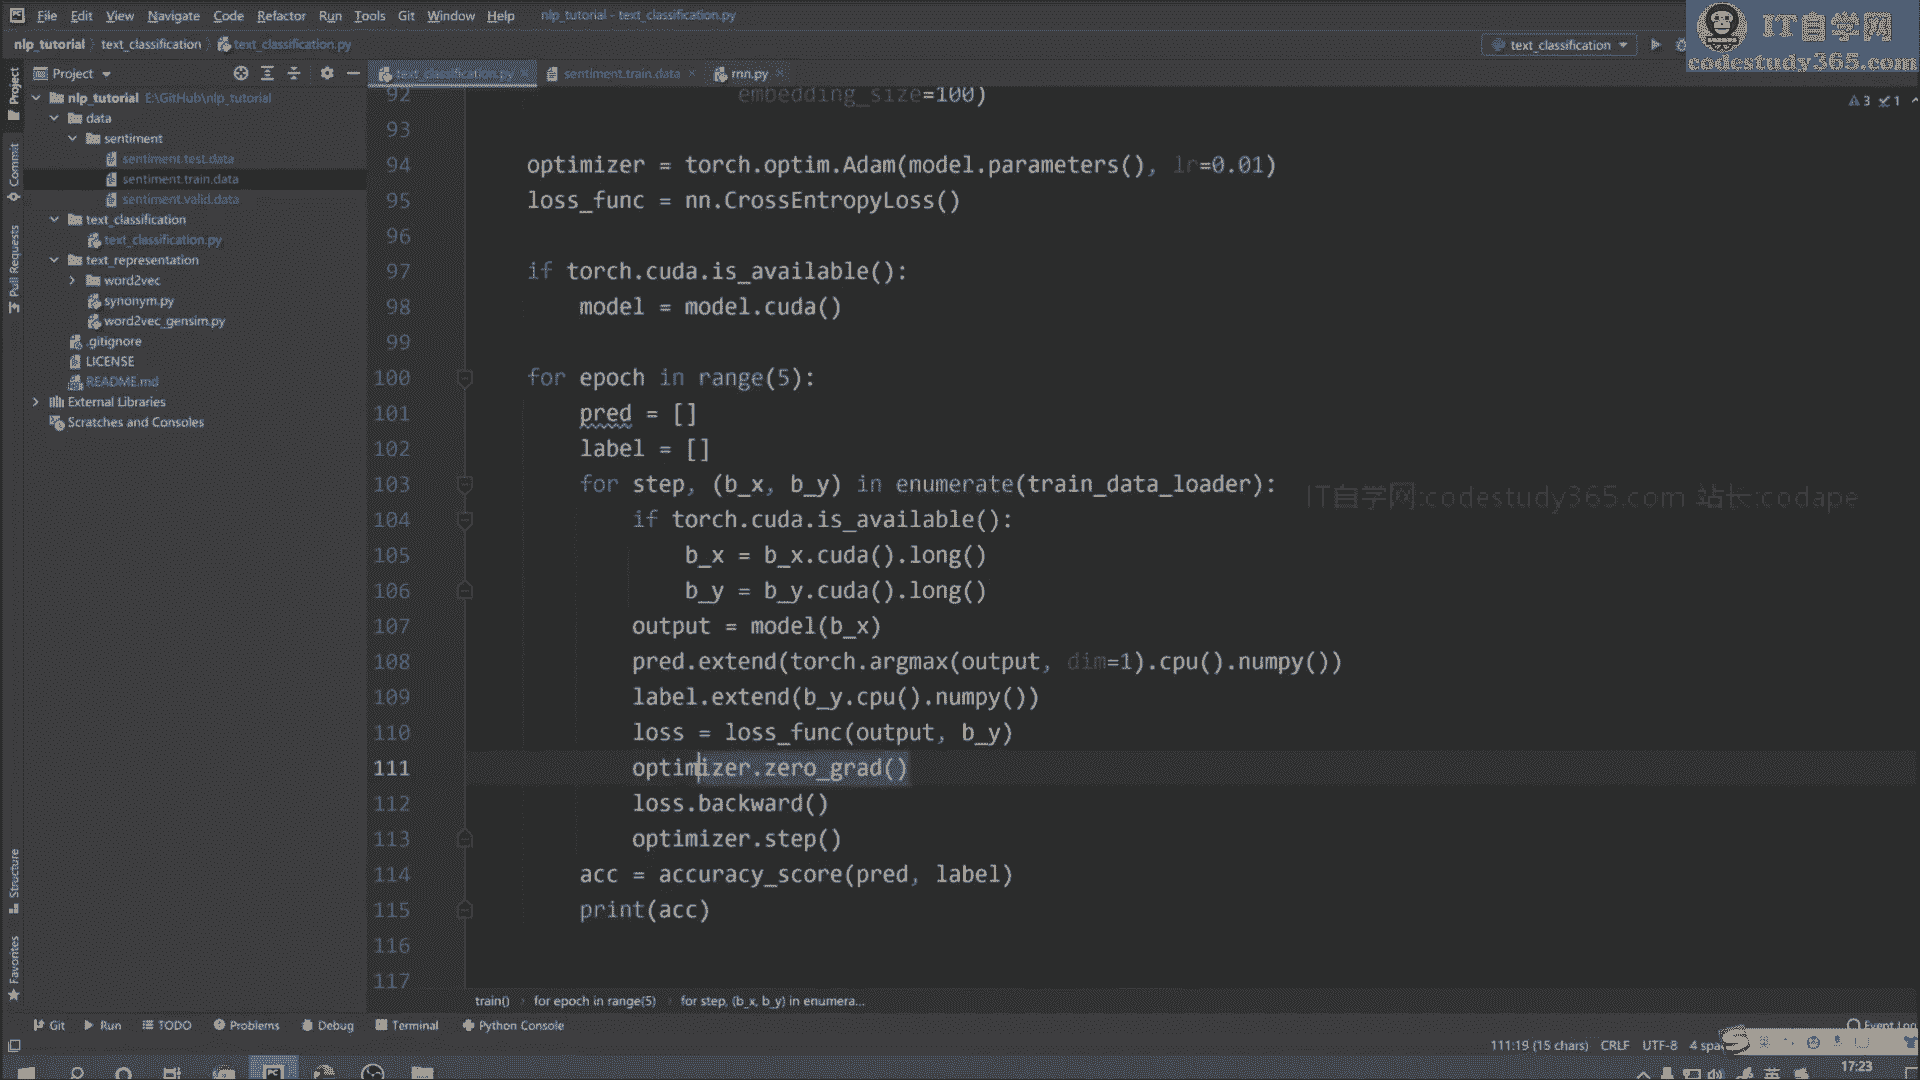 File Edit View Navigate Code Refactor Run Tools Git Window Help nlp_tutorial - text_classification.py
IT自学网
codestudy365.com
nlp_tutorial text_classification text_classification.py
text_classification
Project
text_classification.py
sentiment.train.data
rnn.py
nlp_tutorial E:\GitHub\nlp_tutorial
data
sentiment
sentiment.test.data
sentiment.train.data
sentiment.valid.data
text_classification
text_classification.py
text_representation
word2vec
synonym.py
word2vec_gensim.py
.gitignore
LICENSE
README.md
External Libraries
Scratches and Consoles
Project
Commit
Pull Requests
Structure
Favorites
3 1
92 embedding_size=100)
93
94 optimizer = torch.optim.Adam(model.parameters(), lr=0.01)
95 loss_func = nn.CrossEntropyLoss()
96
97 if torch.cuda.is_available():
98 model = model.cuda()
99
100 for epoch in range(5):
101 pred = []
102 label = []
103 for step, (b_x, b_y) in enumerate(train_data_loader):
IT自学网:codestudy365.com 站长:codape
104 if torch.cuda.is_available():
105 b_x = b_x.cuda().long()
106 b_y = b_y.cuda().long()
107 output = model(b_x)
108 pred.extend(torch.argmax(output, dim=1).cpu().numpy())
109 label.extend(b_y.cpu().numpy())
110 loss = loss_func(output, b_y)
111 optimizer.zero_grad()
112 loss.backward()
113 optimizer.step()
114 acc = accuracy_score(pred, label)
115 print(acc)
116
117
train() for epoch in range(5) for step, (b_x, b_y) in enumera...
Git Run TODO Problems Debug Terminal Python Console Event Log
111:19 (15 chars) CRLF UTF-8 4 spa
英
17:23